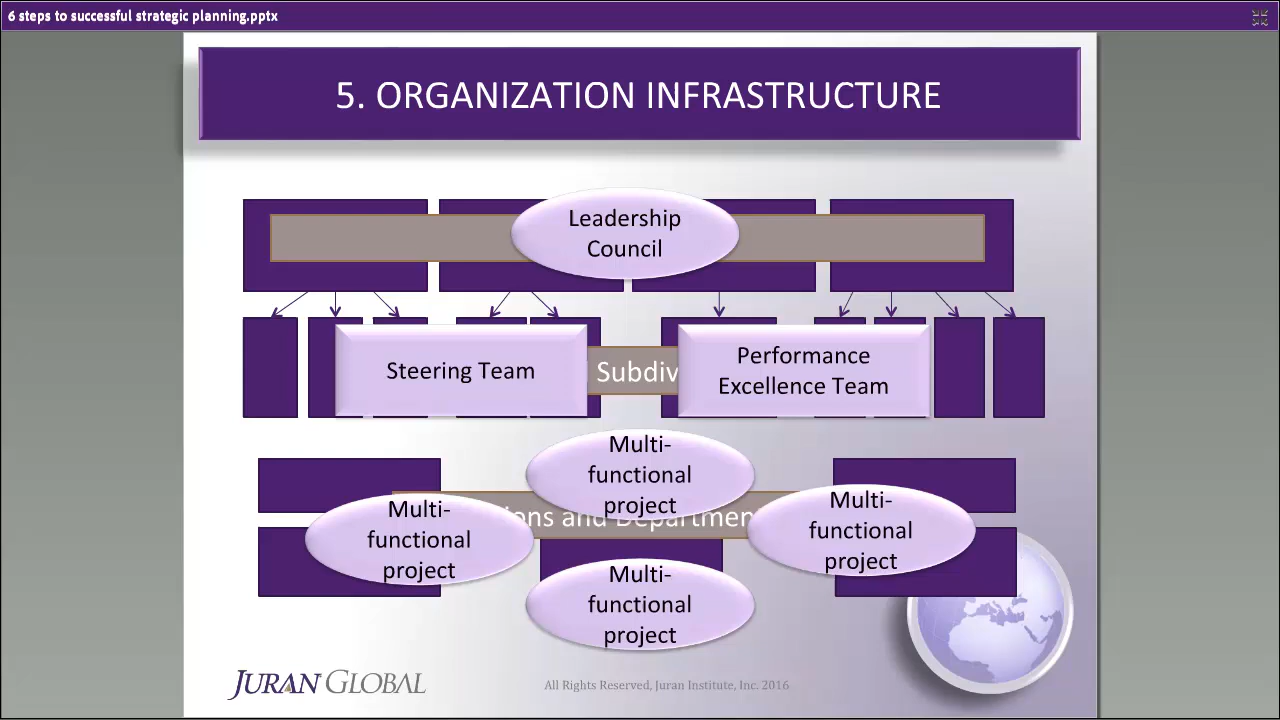 6 steps to successful strategic planning.pptx
5. ORGANIZATION INFRASTRUCTURE
Leadership
Council
Steering Team
Subdiv
Performance
Excellence Team
Multi-
functional
project
and
Multi-
functional
project
Multi-
functional
project
Multi-
functional
project
JURAN GLOBAL
All Rights Reserved, Juran Institute, Inc. 2016